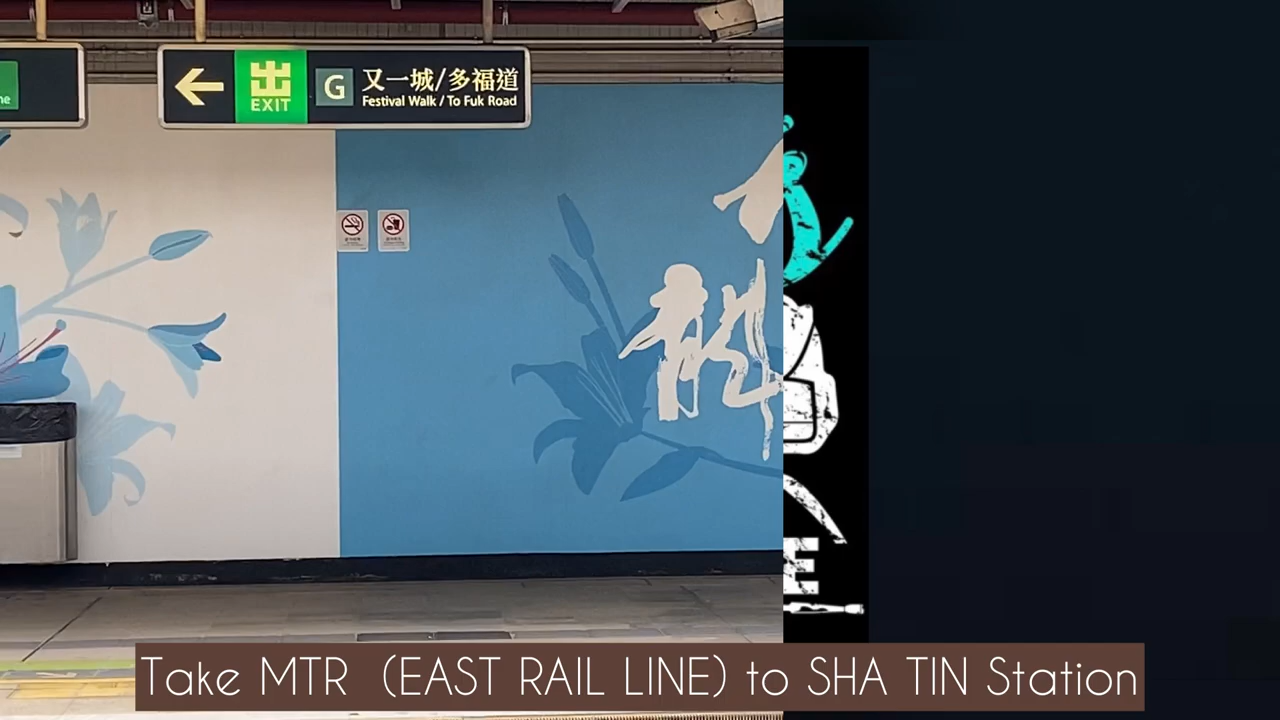 ne
EXIT
出
G
又一城/多福道
Festival Walk / To Fuk Road
龍
E
Take MTR (EAST RAIL LINE) to SHA TIN Station